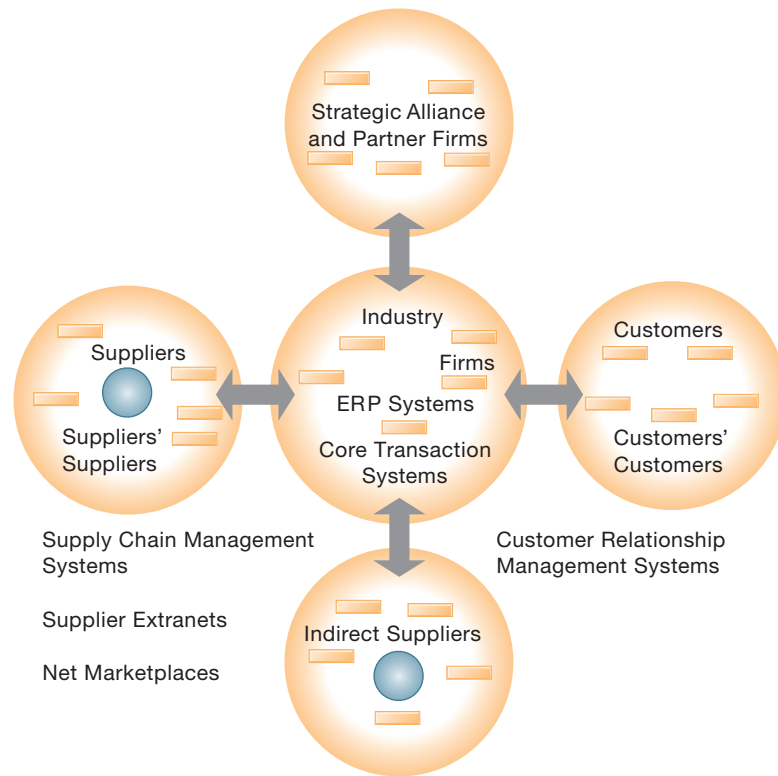 Strategic Alliance
and Partner Firms
Industry
Firms
ERP Systems
Core Transaction
Systems
Suppliers
Suppliers’
Suppliers
Customers
Customers’
Customers
Supply Chain Management
Systems
Supplier Extranets
Net Marketplaces
Customer Relationship
Management Systems
Indirect Suppliers